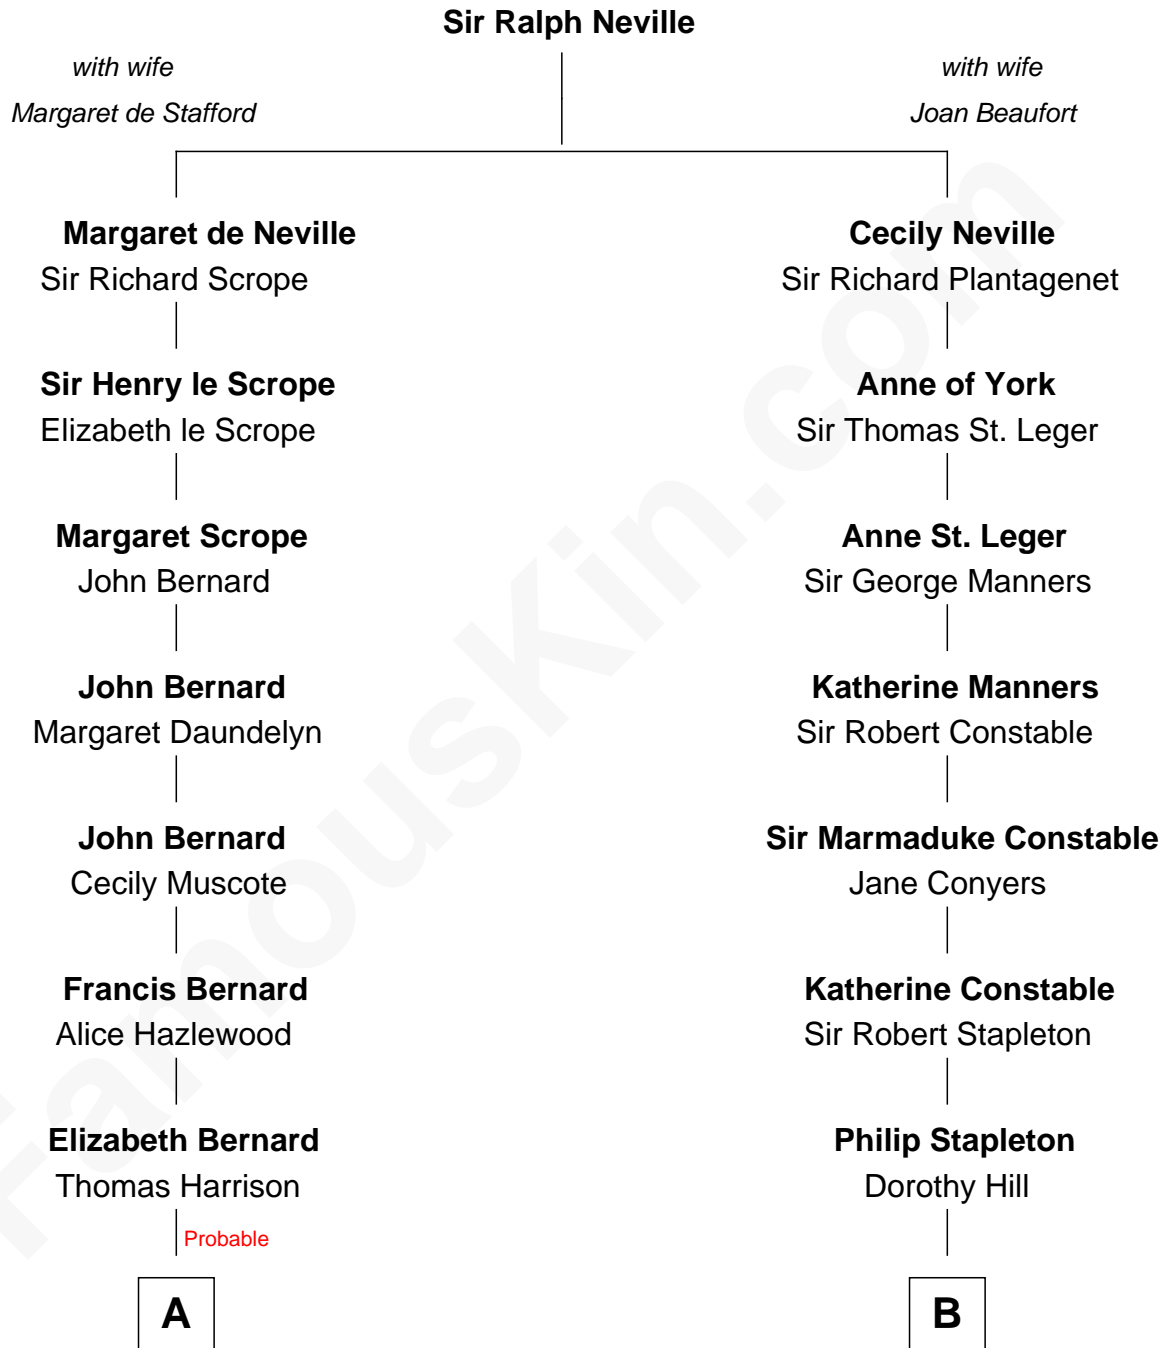 Sir Ralph Neville
with wife
Margaret de Stafford
with wife
Joan Beaufort
Margaret de Neville
Sir Richard Scrope
Cecily Neville
Sir Richard Plantagenet
Sir Henry le Scrope
Elizabeth le Scrope
Anne of York
Sir Thomas St. Leger
Margaret Scrope
John Bernard
Anne St. Leger
Sir George Manners
John Bernard
Margaret Daundelyn
Katherine Manners
Sir Robert Constable
John Bernard
Cecily Muscote
Sir Marmaduke Constable
Jane Conyers
Francis Bernard
Alice Hazlewood
Katherine Constable
Sir Robert Stapleton
Elizabeth Bernard
Thomas Harrison
Philip Stapleton
Dorothy Hill
Probable
A
B
FamousKin.com